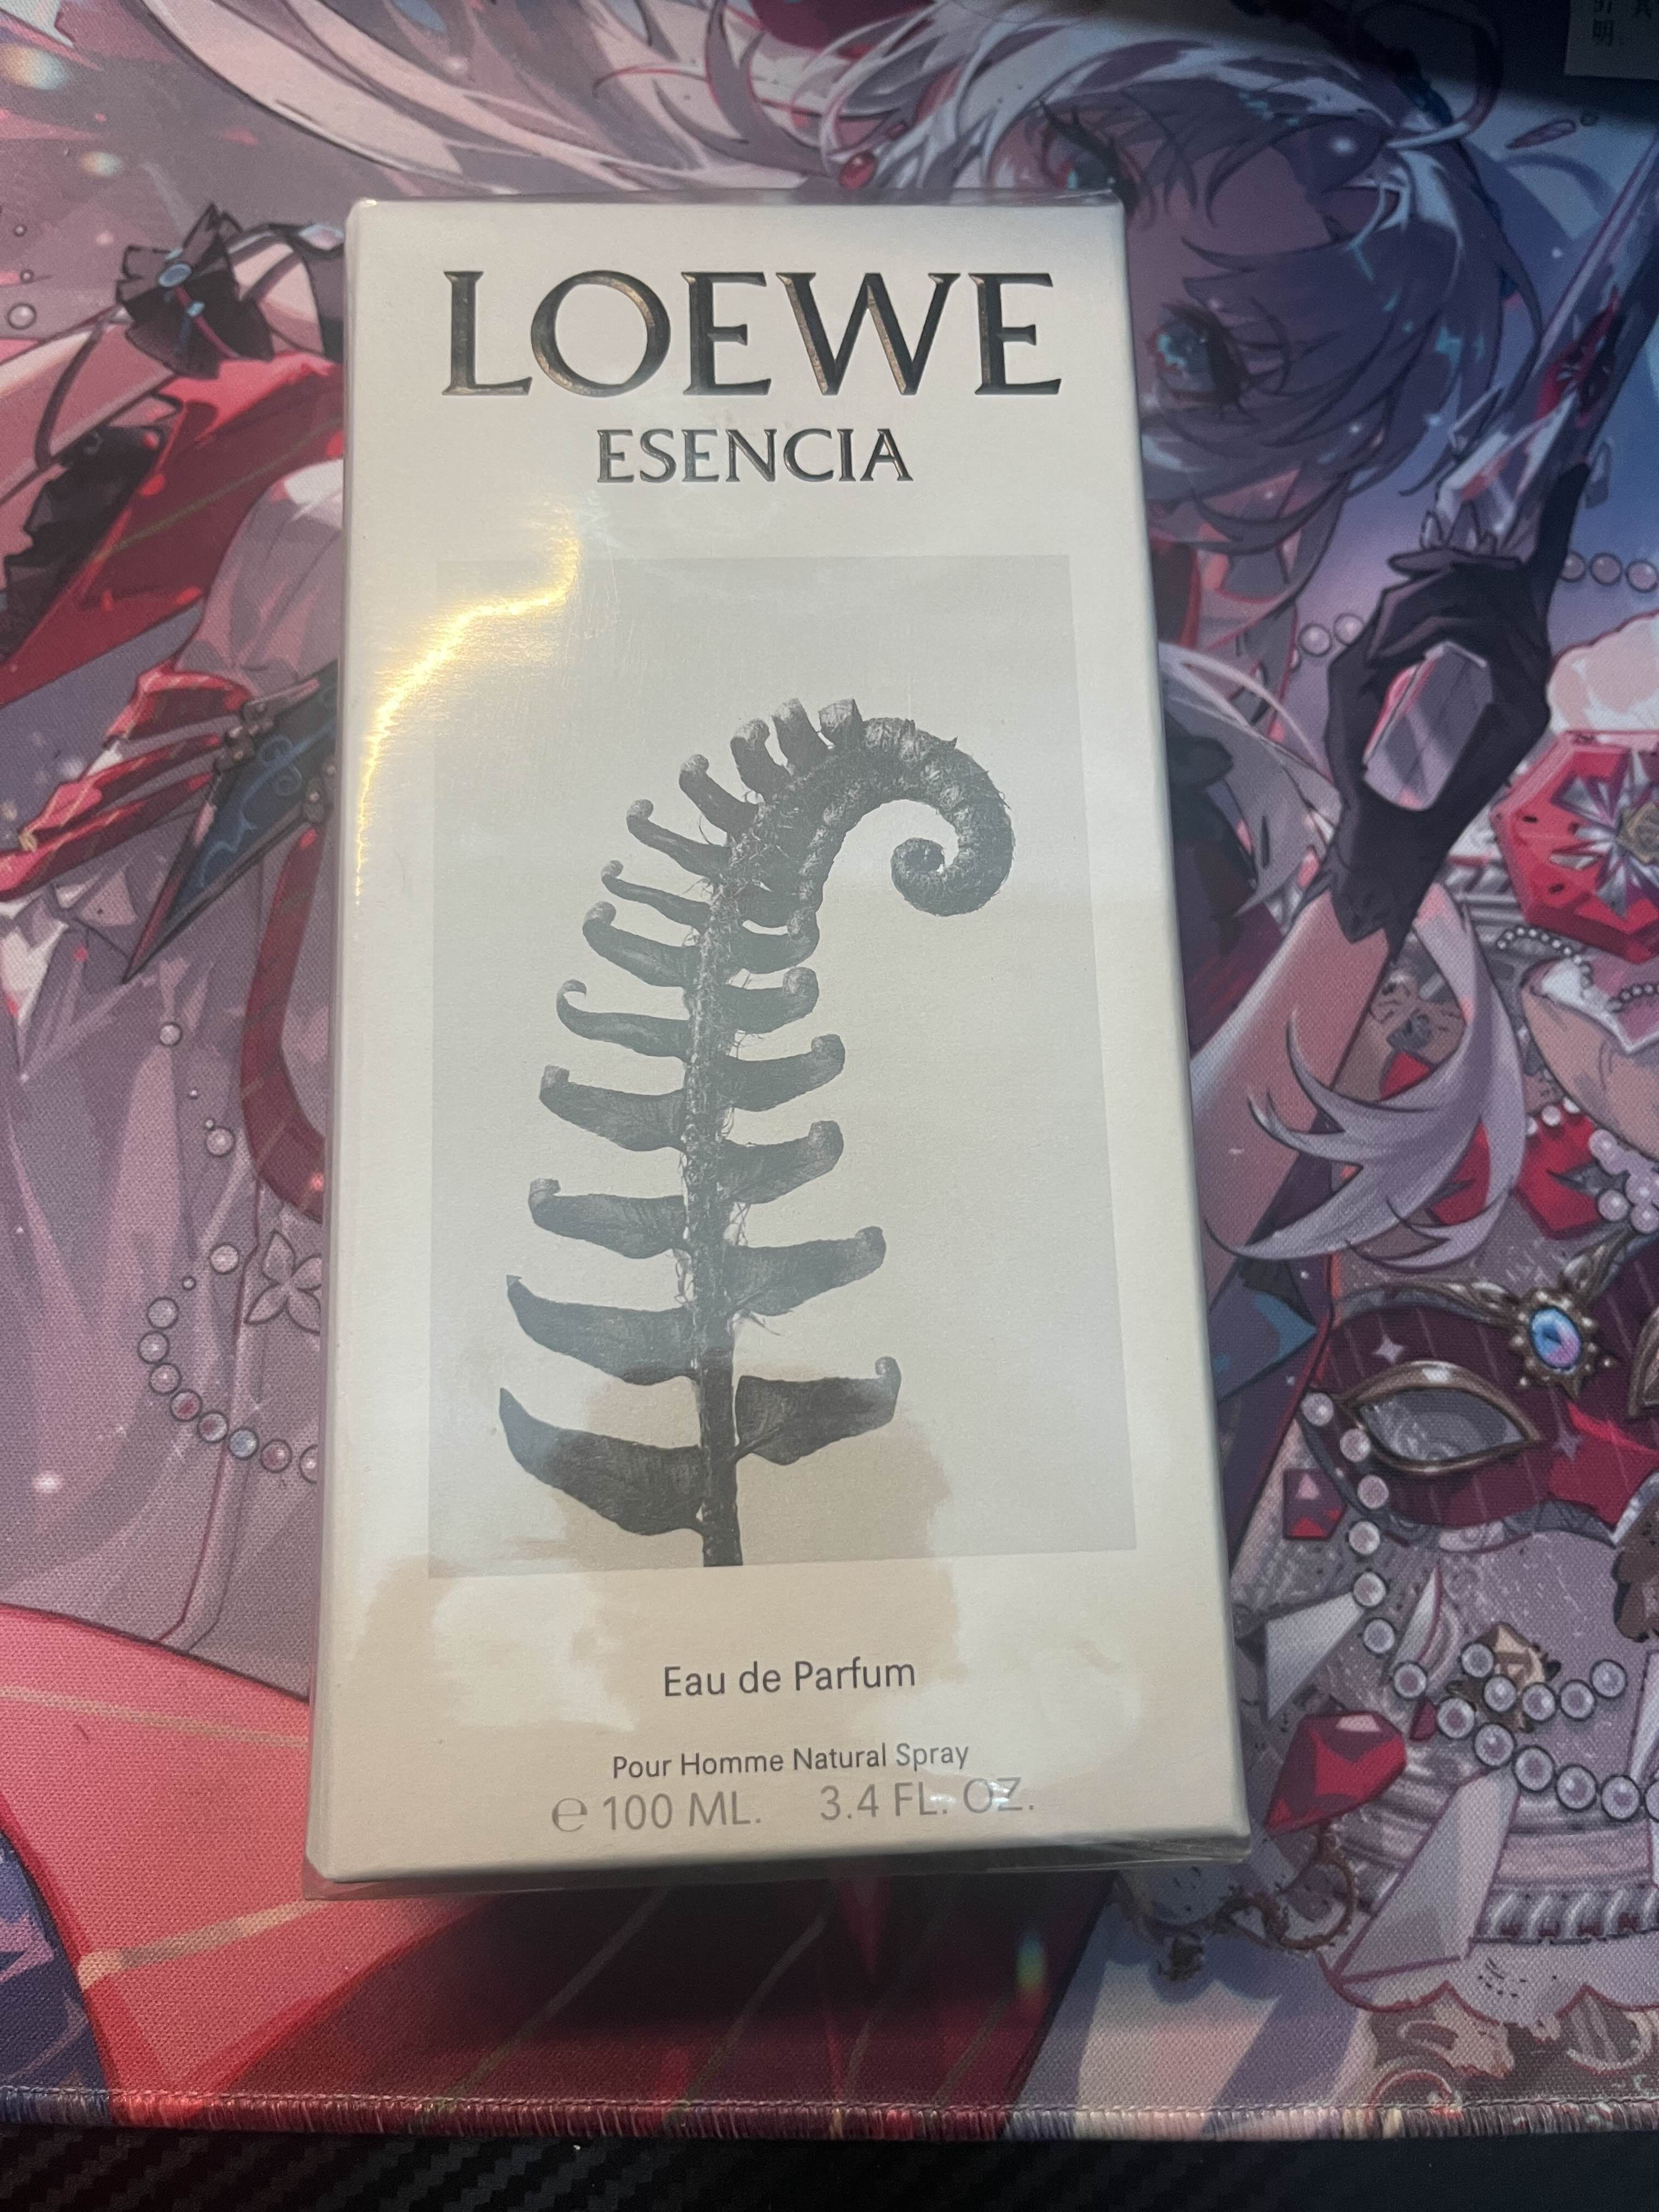 LOEWE
ESENCIA
Eau de Parfum
Pour Homme Natural Spray
℮ 100 ML. 3.4 FL. OZ.